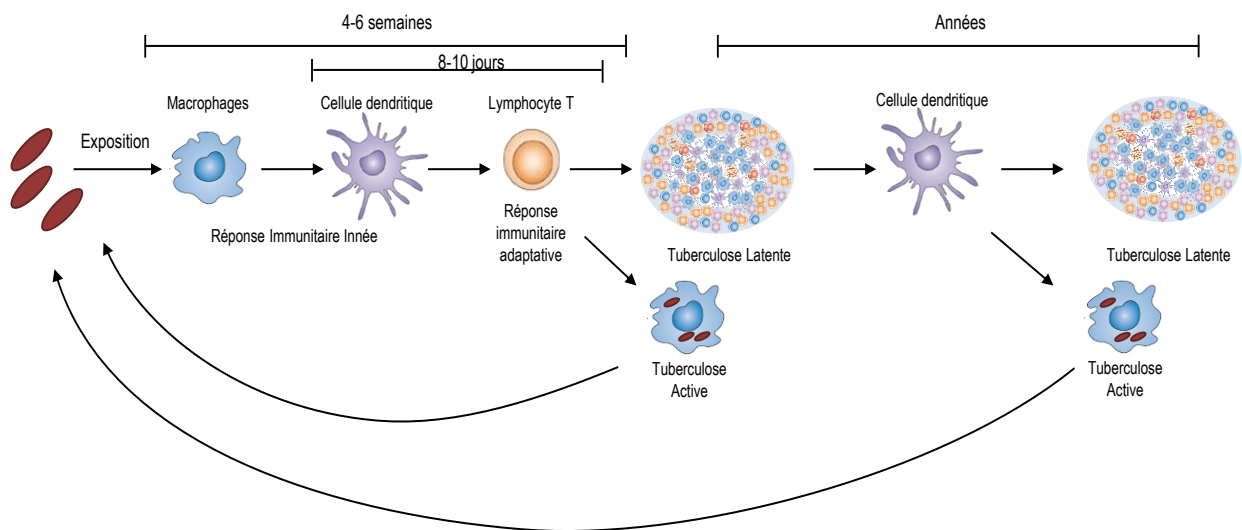 4-6 semaines
Années
8-10 jours
Macrophages
Cellule dendritique
Lymphocyte T
Cellule dendritique
Exposition
Réponse Immunitaire Innée
Réponse
immunitaire
adaptative
Tuberculose Latente
Tuberculose Latente
Tuberculose
Active
Tuberculose
Active